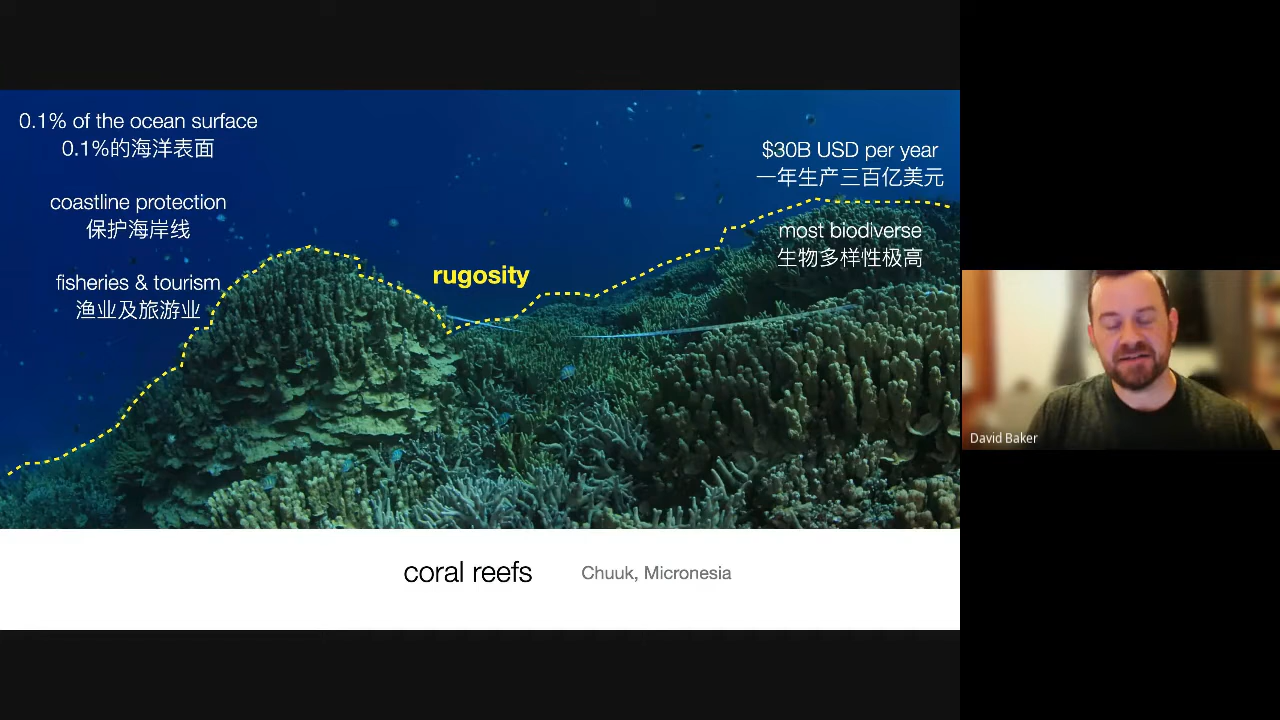 0.1% of the ocean surface
0.1%的海洋表面
coastline protection
保护海岸线
fisheries & tourism
渔业及旅游业
rugosity
$30B USD per year
一年生产三百亿美元
most biodiverse
生物多样性极高
coral reefs
Chuuk, Micronesia
David Baker